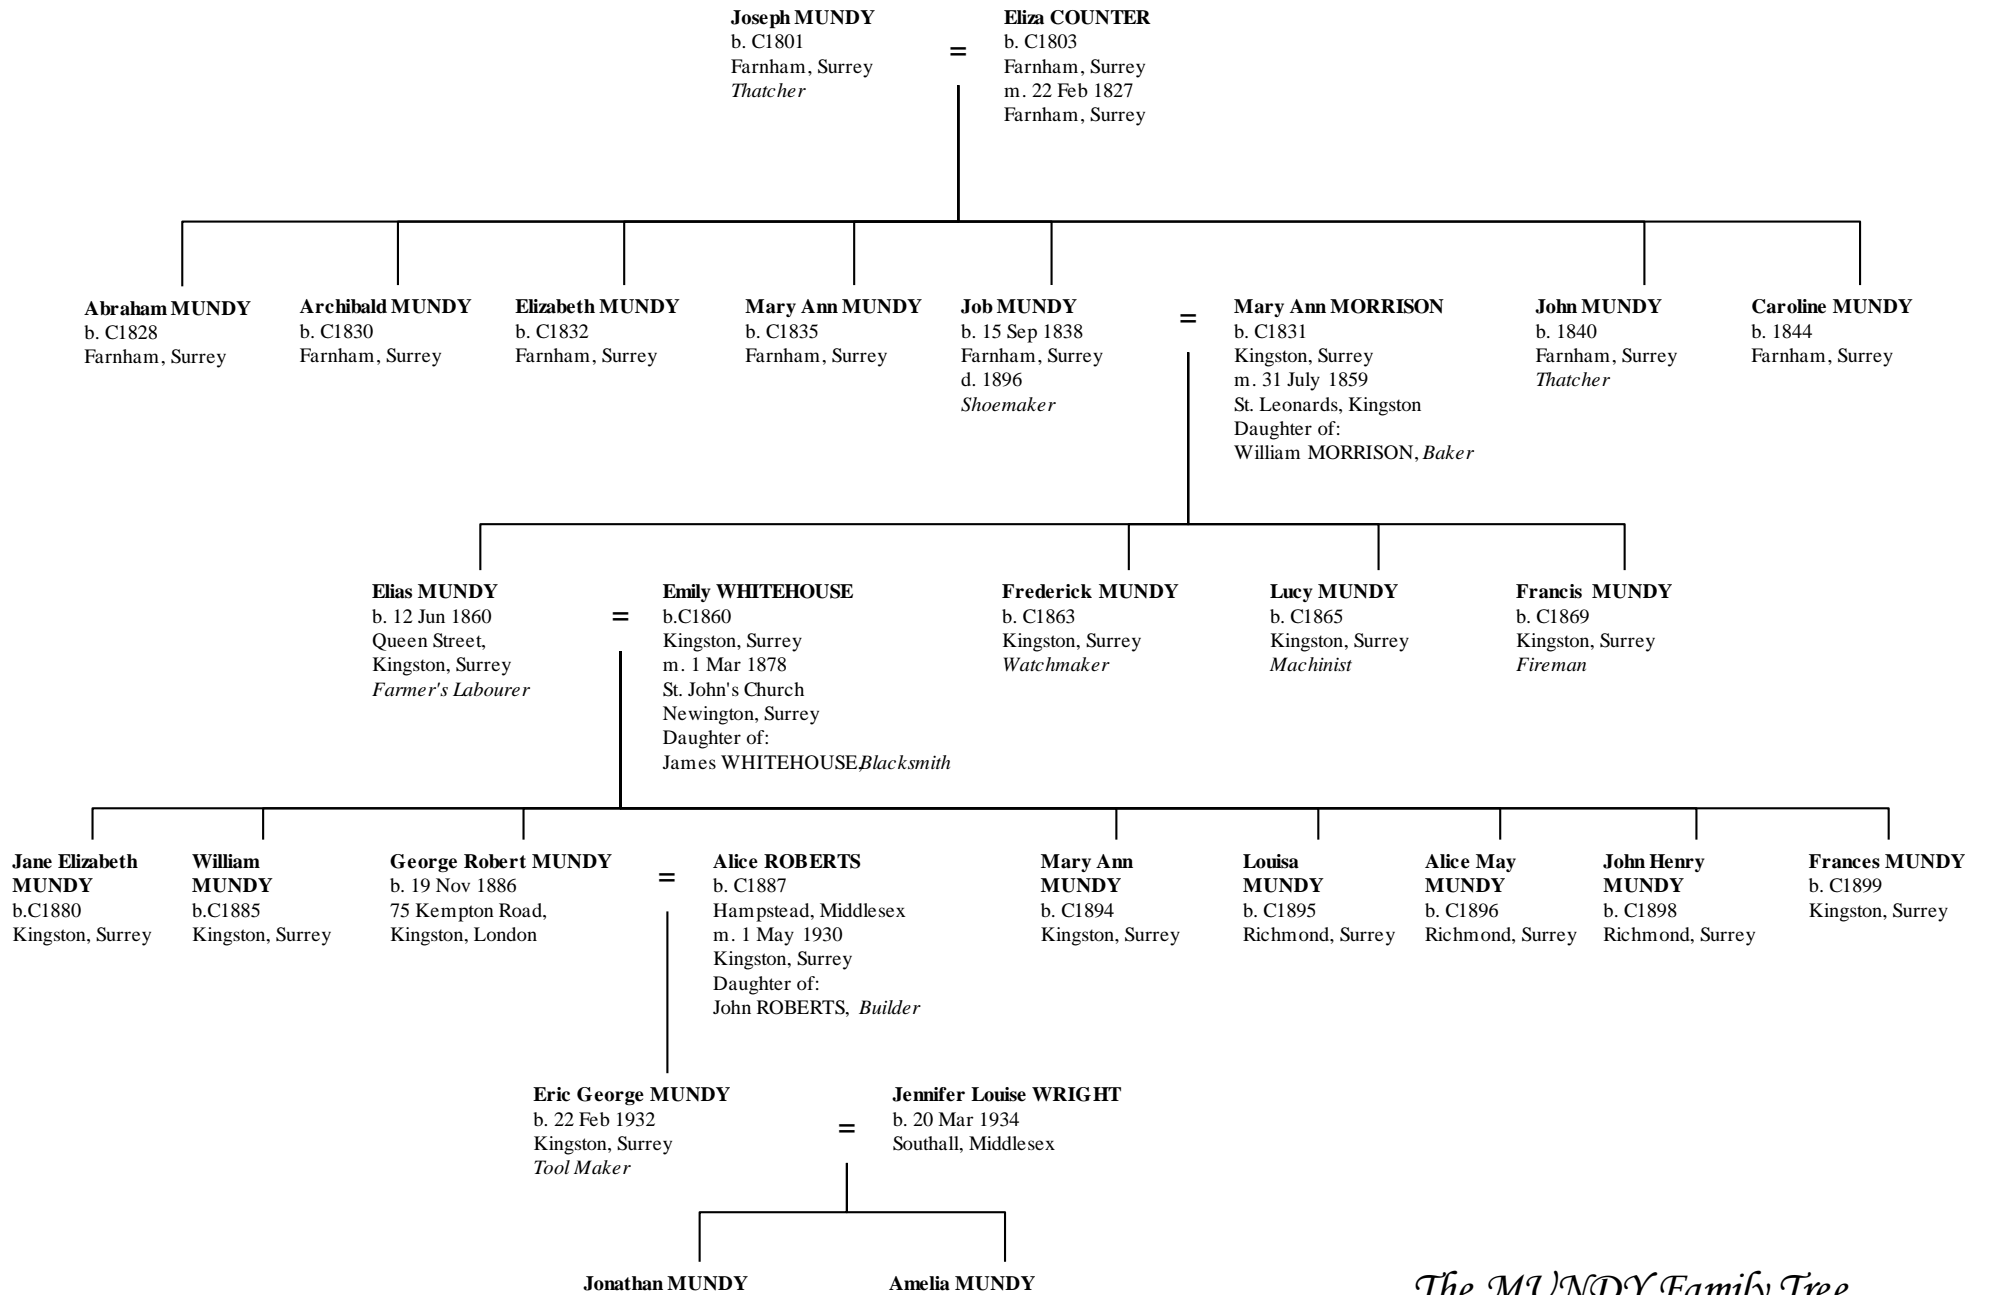 Joseph MUNDY
b. C1801
Farnham, Surrey
Thatcher
=
Eliza COUNTER
b. C1803
Farnham, Surrey
m. 22 Feb 1827
Farnham, Surrey
Abraham MUNDY
b. C1828
Farnham, Surrey
Archibald MUNDY
b. C1830
Farnham, Surrey
Elizabeth MUNDY
b. C1832
Farnham, Surrey
Mary Ann MUNDY
b. C1835
Farnham, Surrey
Job MUNDY
b. 15 Sep 1838
Farnham, Surrey
d. 1896
Shoemaker
=
Mary Ann MORRISON
b. C1831
Kingston, Surrey
m. 31 July 1859
St. Leonards, Kingston
Daughter of:
William MORRISON, Baker
John MUNDY
b. 1840
Farnham, Surrey
Thatcher
Caroline MUNDY
b. 1844
Farnham, Surrey
Elias MUNDY
b. 12 Jun 1860
Queen Street,
Kingston, Surrey
Farmer's Labourer
=
Emily WHITEHOUSE
b.C1860
Kingston, Surrey
m. 1 Mar 1878
St. John's Church
Newington, Surrey
Daughter of:
James WHITEHOUSE, Blacksmith
Frederick MUNDY
b. C1863
Kingston, Surrey
Watchmaker
Lucy MUNDY
b. C1865
Kingston, Surrey
Machinist
Francis MUNDY
b. C1869
Kingston, Surrey
Fireman
Jane Elizabeth
MUNDY
b.C1880
Kingston, Surrey
William
MUNDY
b.C1885
Kingston, Surrey
George Robert MUNDY
b. 19 Nov 1886
75 Kempton Road,
Kingston, London
=
Alice ROBERTS
b. C1887
Hampstead, Middlesex
m. 1 May 1930
Kingston, Surrey
Daughter of:
John ROBERTS, Builder
Mary Ann
MUNDY
b. C1894
Kingston, Surrey
Louisa
MUNDY
b. C1895
Richmond, Surrey
Alice May
MUNDY
b. C1896
Richmond, Surrey
John Henry
MUNDY
b. C1898
Richmond, Surrey
Frances MUNDY
b. C1899
Kingston, Surrey
Eric George MUNDY
b. 22 Feb 1932
Kingston, Surrey
Tool Maker
=
Jennifer Louise WRIGHT
b. 20 Mar 1934
Southall, Middlesex
Jonathan MUNDY
Amelia MUNDY
The MUNDY Family Tree